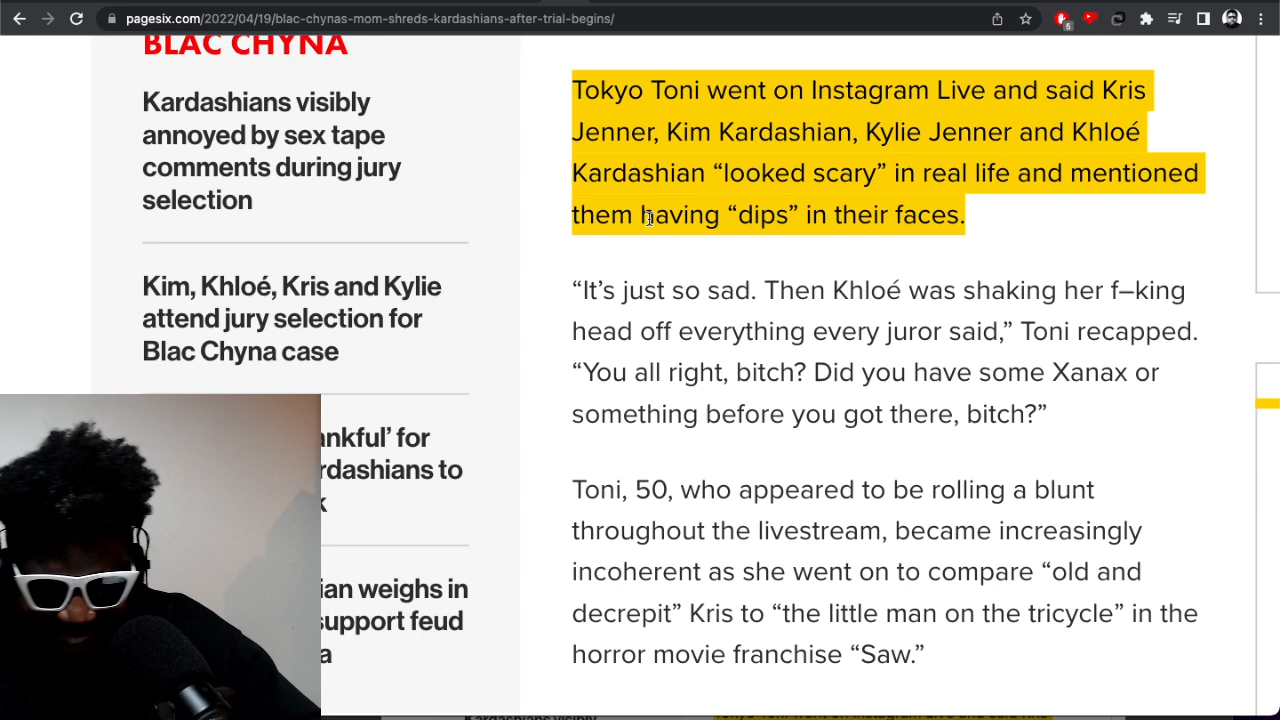 pagesix.com/2022/04/19/blac-chynas-mom-shreds-kardashians-after-trial-begins/
5
BLAC CHYNA
Kardashians visibly
annoyed by sex tape
comments during jury
selection
Kim, Khloé, Kris and Kylie
attend jury selection for
Blac Chyna case
ankful’ for
rdashians to
k
ian weighs in
support feud
a
Tokyo Toni went on Instagram Live and said Kris
Jenner, Kim Kardashian, Kylie Jenner and Khloé
Kardashian “looked scary” in real life and mentioned
them having “dips” in their faces.
“It’s just so sad. Then Khloé was shaking her f–king
head off everything every juror said,” Toni recapped.
“You all right, bitch? Did you have some Xanax or
something before you got there, bitch?”
Toni, 50, who appeared to be rolling a blunt
throughout the livestream, became increasingly
incoherent as she went on to compare “old and
decrepit” Kris to “the little man on the tricycle” in the
horror movie franchise “Saw.”